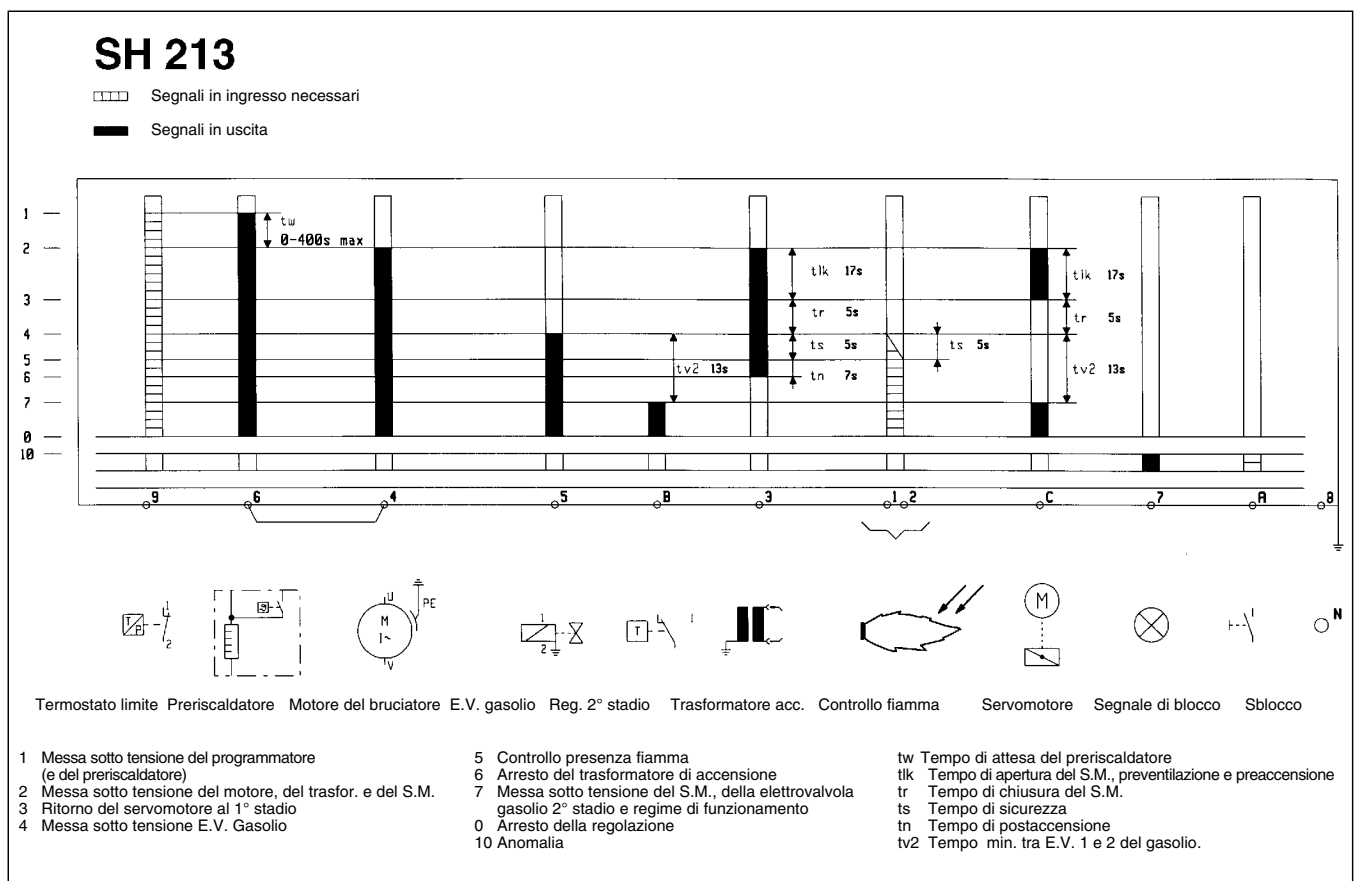 SH 213
Segnali in ingresso necessari
Segnali in uscita
1
2
3
4
5
6
7
0
10
tw
0-400s max
tv2 13s
tlk 17s
tr 5s
ts 5s
tn 7s
ts 5s
tlk 17s
tr 5s
tv2 13s
9 6 4 5 B 3 1 2 C 7 A 8
T P 1 2
M 1~ U V PE
1 2
T 1
M
1
N
Termostato limite Preriscaldatore Motore del bruciatore E.V. gasolio Reg. 2° stadio Trasformatore acc. Controllo fiamma Servomotore Segnale di blocco Sblocco
1 Messa sotto tensione del programmatore
(e del preriscaldatore)
2 Messa sotto tensione del motore, del trasfor. e del S.M.
3 Ritorno del servomotore al 1° stadio
4 Messa sotto tensione E.V. Gasolio
5 Controllo presenza fiamma
6 Arresto del trasformatore di accensione
7 Messa sotto tensione del S.M., della elettrovalvola
gasolio 2° stadio e regime di funzionamento
0 Arresto della regolazione
10 Anomalia
tw Tempo di attesa del preriscaldatore
tlk Tempo di apertura del S.M., preventilazione e preaccensione
tr Tempo di chiusura del S.M.
ts Tempo di sicurezza
tn Tempo di postaccensione
tv2 Tempo min. tra E.V. 1 e 2 del gasolio.